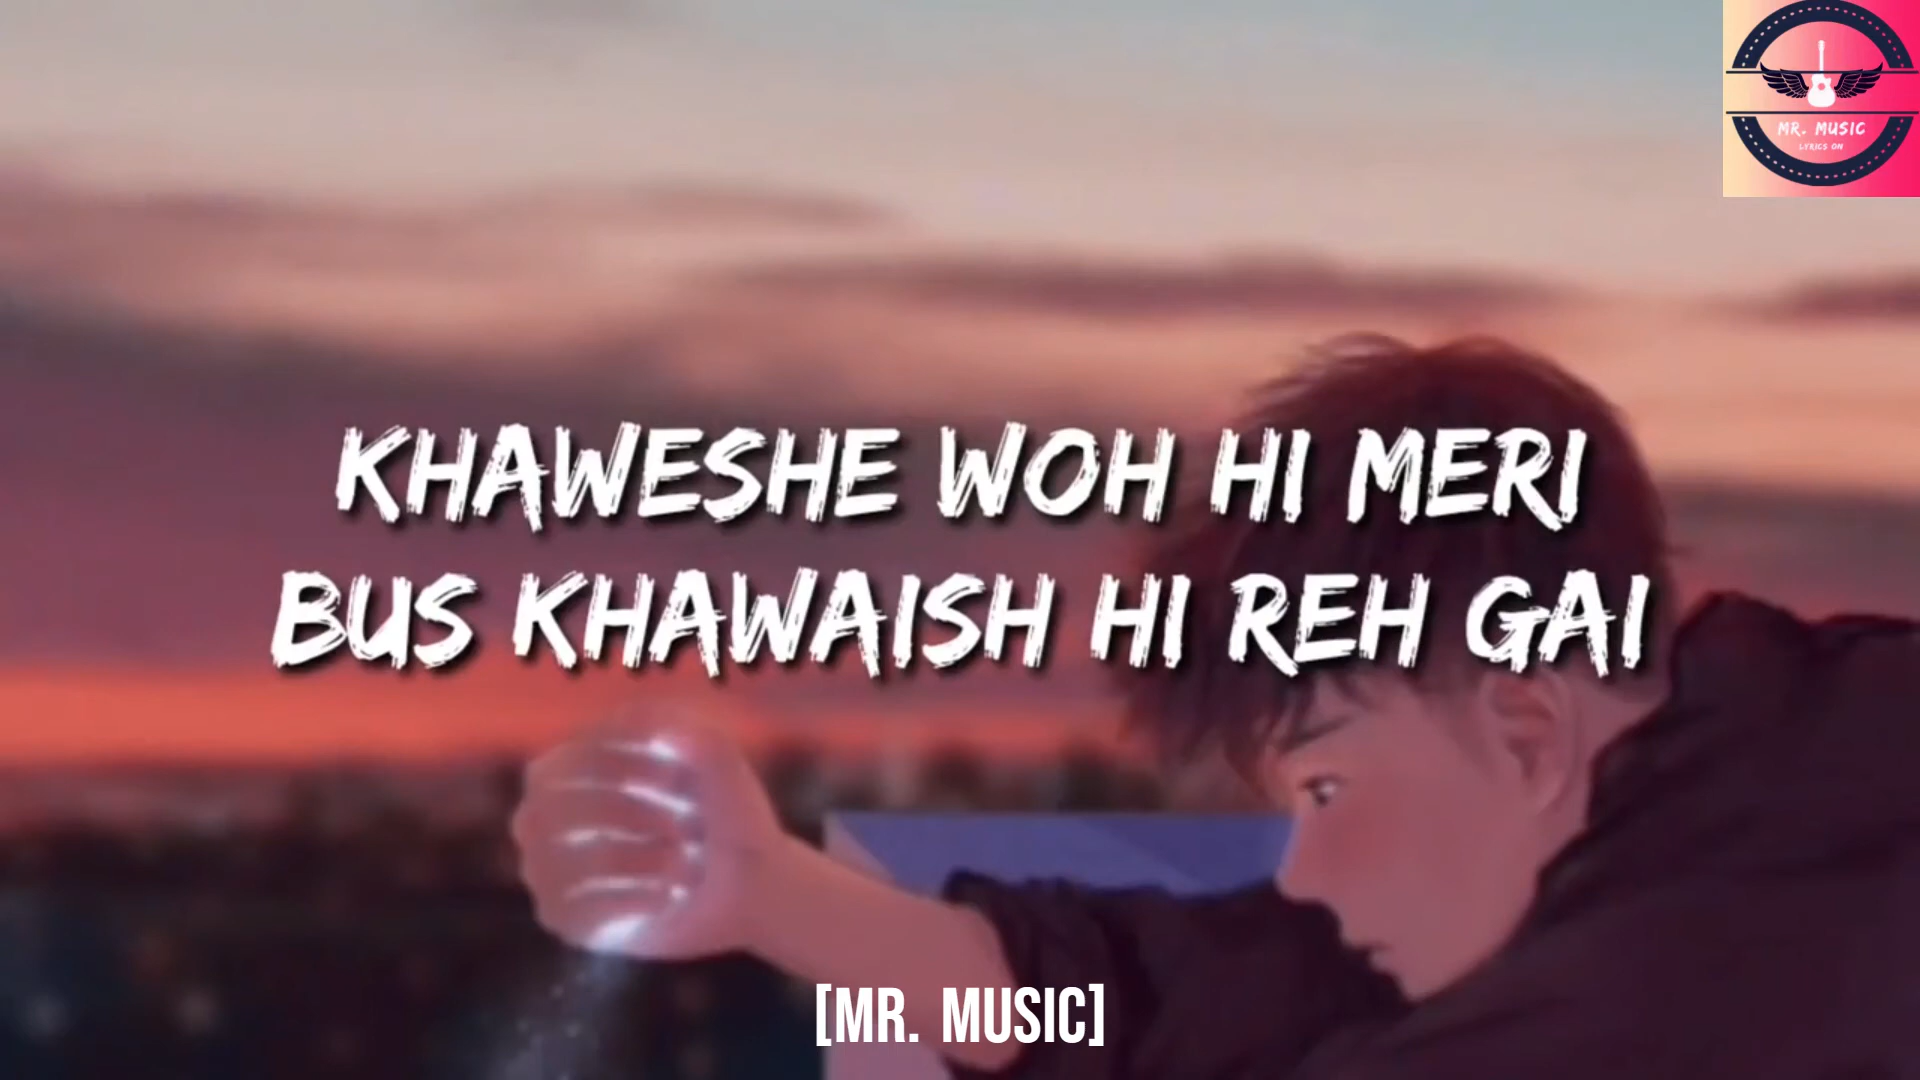 MR. MUSIC
LYRICS ON
KHAWESHE WOH HI MERI
BUS KHAWAISH HI REH GAI
[MR. MUSIC]